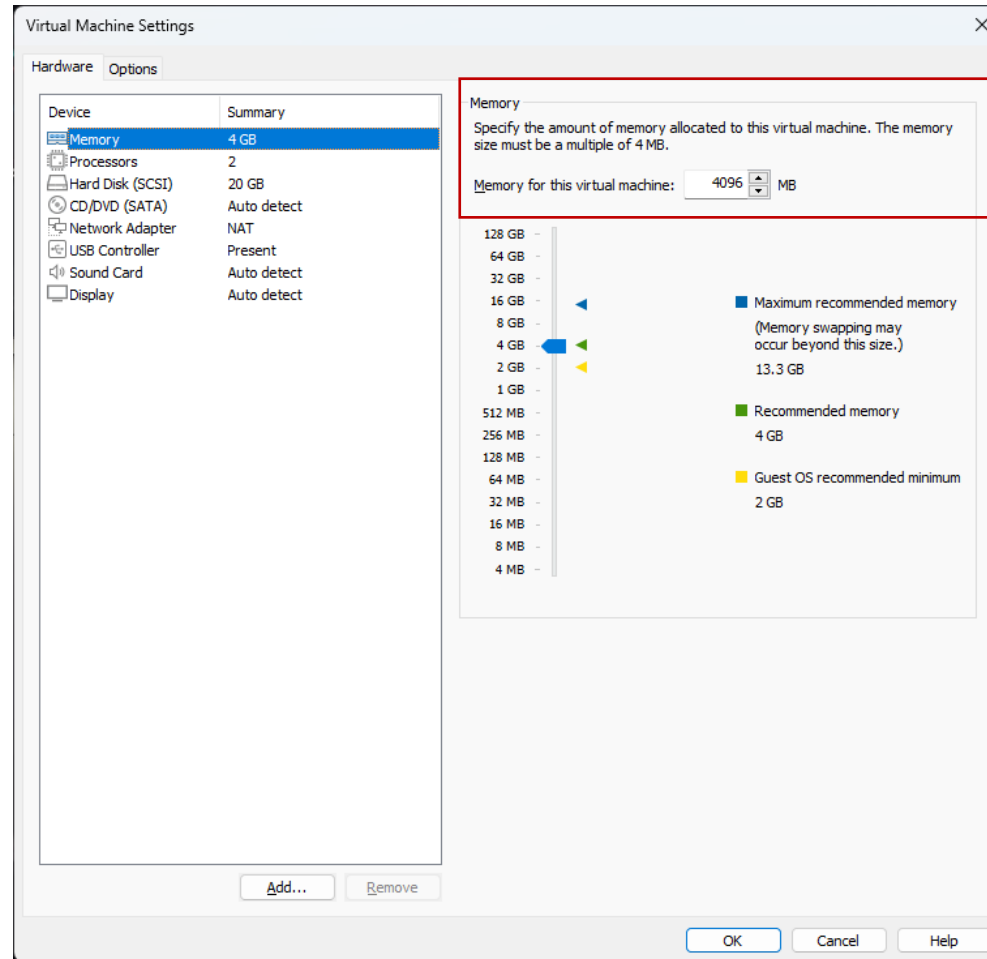 Virtual Machine Settings
Hardware Options
Device Summary
Memory 4 GB
Processors 2
Hard Disk (SCSI) 20 GB
CD/DVD (SATA) Auto detect
Network Adapter NAT
USB Controller Present
Sound Card Auto detect
Display Auto detect
Add... Remove
Memory
Specify the amount of memory allocated to this virtual machine. The memory
size must be a multiple of 4 MB.
Memory for this virtual machine: 4096 MB
128 GB
64 GB
32 GB
16 GB
8 GB
4 GB
2 GB
1 GB
512 MB
256 MB
128 MB
64 MB
32 MB
16 MB
8 MB
4 MB
Maximum recommended memory
(Memory swapping may
occur beyond this size.)
13.3 GB
Recommended memory
4 GB
Guest OS recommended minimum
2 GB
OK Cancel Help